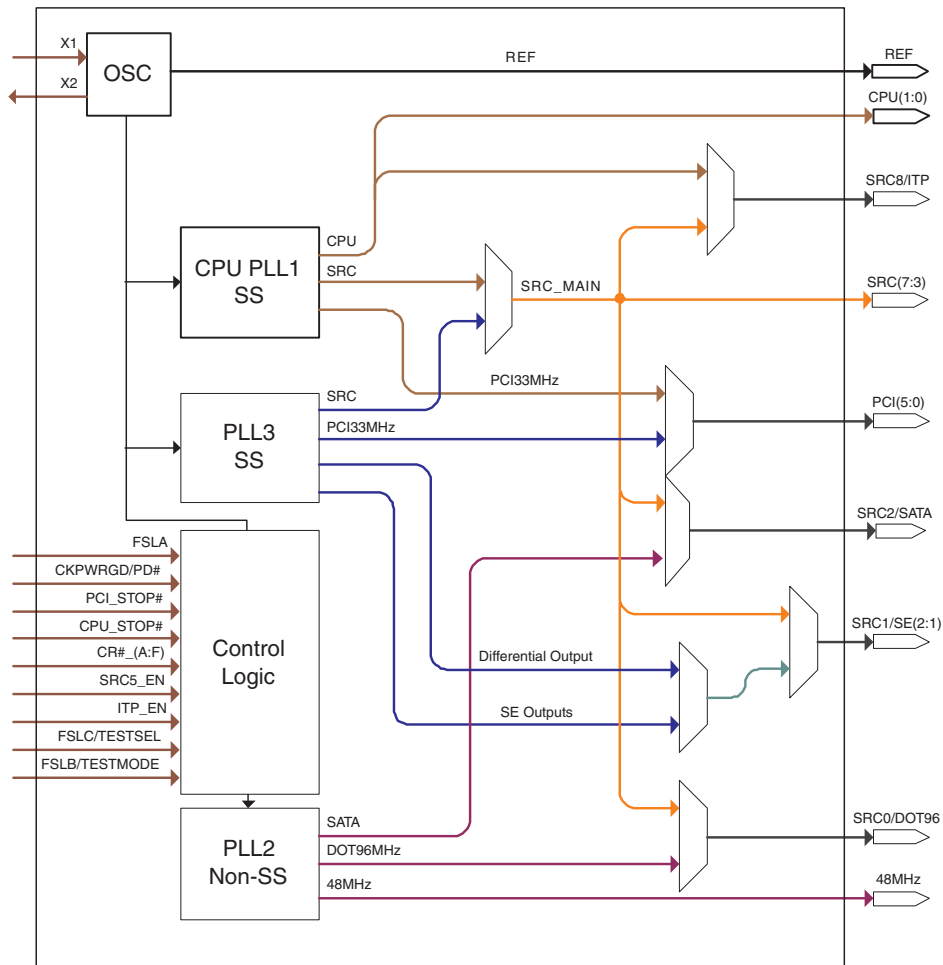 X1
OSC
X2
REF
REF
CPU(1:0)
SRC8/ITP
CPU PLL1
SS
CPU
SRC
SRC_MAIN
SRC(7:3)
PCI33MHz
PLL3
SS
SRC
PCI33MHz
PCI(5:0)
SRC2/SATA
FSLA
CKPWRGD/PD#
PCI_STOP#
CPU_STOP#
CR#_(A:F)
SRC5_EN
ITP_EN
FSLC/TESTSEL
FSLB/TESTMODE
Control
Logic
Differential Output
SE Outputs
SRC1/SE(2:1)
PLL2
Non-SS
SATA
DOT96MHz
48MHz
SRC0/DOT96
48MHz